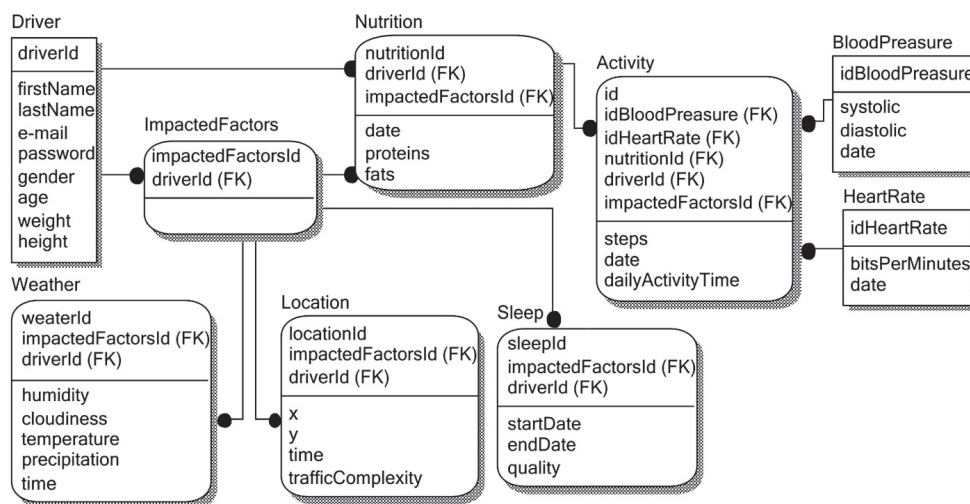 Driver
driverId
firstName
lastName
e-mail
password
gender
age
weight
height
Nutrition
nutritionId
driverId (FK)
impactedFactorsId (FK)
date
proteins
fats
ImpactedFactors
impactedFactorsId
driverId (FK)
Activity
id
idBloodPreasure (FK)
idHeartRate (FK)
nutritionId (FK)
driverId (FK)
impactedFactorsId (FK)
steps
date
dailyActivityTime
BloodPreasure
idBloodPreasure
systolic
diastolic
date
HeartRate
idHeartRate
bitsPerMinutes
date
Weather
weaterId
impactedFactorsId (FK)
driverId (FK)
humidity
cloudiness
temperature
precipitation
time
Location
locationId
impactedFactorsId (FK)
driverId (FK)
x
y
time
trafficComplexity
Sleep
sleepId
impactedFactorsId (FK)
driverId (FK)
startDate
endDate
quality